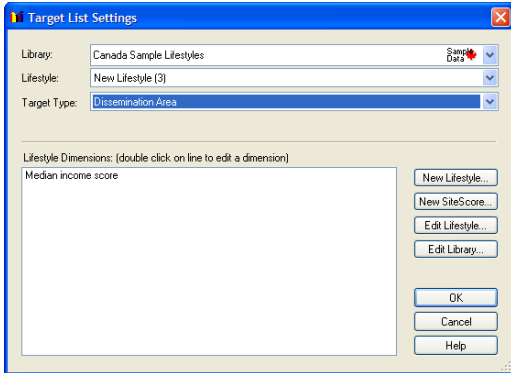 Target List Settings
Library: Canada Sample Lifestyles Sample Data
Lifestyle: New Lifestyle (3)
Target Type: Dissemination Area
Lifestyle Dimensions: (double click on line to edit a dimension)
Median income score
New Lifestyle...
New SiteScore...
Edit Lifestyle...
Edit Library...
OK
Cancel
Help